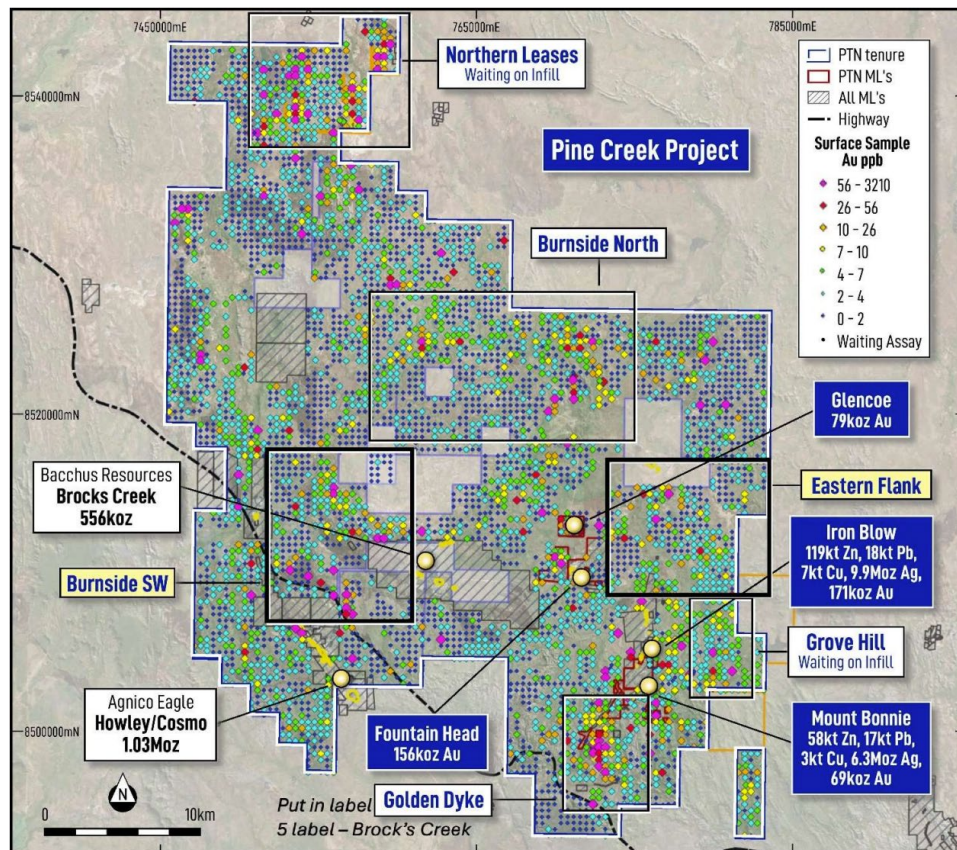 7450000mE
765000mE
785000mE
8540000mN
8520000mN
8500000mN
Northern Leases
Waiting on Infill
Pine Creek Project
Burnside North
PTN tenure
PTN ML's
All ML's
Highway
Surface Sample
Au ppb
56 – 3210
26 – 56
10 – 26
7 – 10
4 – 7
2 – 4
0 – 2
Waiting Assay
Glencoe
79koz Au
Bacchus Resources
Brocks Creek
556koz
Eastern Flank
Iron Blow
119kt Zn, 18kt Pb,
7kt Cu, 9.9Moz Ag,
171koz Au
Burnside SW
Grove Hill
Waiting on Infill
Agnico Eagle
Howley/Cosmo
1.03Moz
Fountain Head
156koz Au
Mount Bonnie
58kt Zn, 17kt Pb,
3kt Cu, 6.3Moz Ag,
69koz Au
Golden Dyke
N
0
10km
Put in label
5 label – Brock's Creek